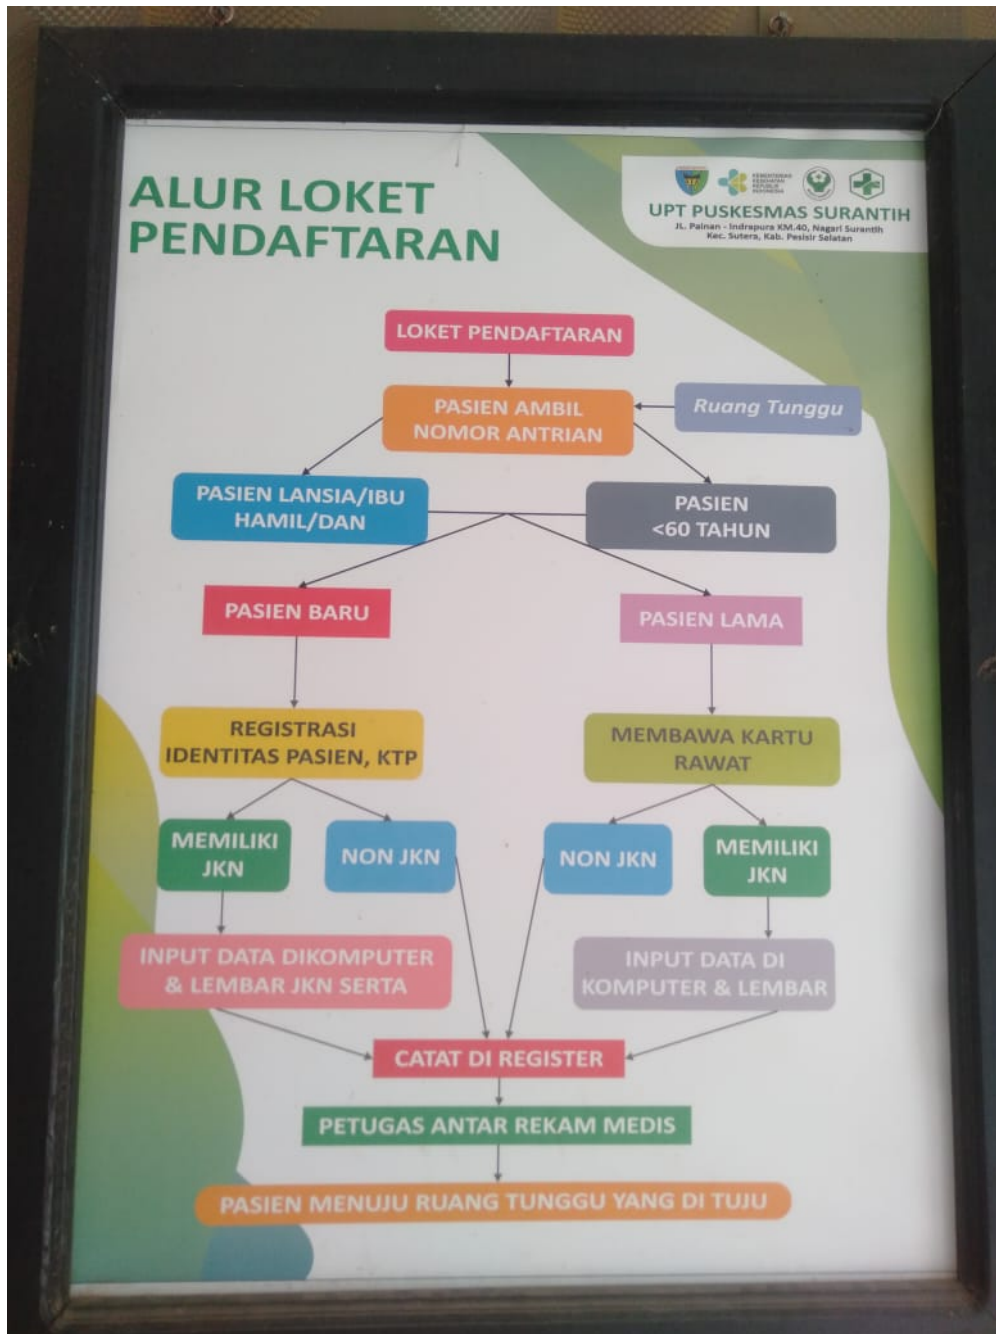 ALUR LOKET
PENDAFTARAN
KEMENTERIAN
KESEHATAN
REPUBLIK
INDONESIA
UPT PUSKESMAS SURANTIH
JL. Painan - Indrapura KM.40, Nagari Surantih
Kec. Sutera, Kab. Pesisir Selatan
LOKET PENDAFTARAN
PASIEN AMBIL
NOMOR ANTRIAN
Ruang Tunggu
PASIEN LANSIA/IBU
HAMIL/DAN
PASIEN
<60 TAHUN
PASIEN BARU
PASIEN LAMA
REGISTRASI
IDENTITAS PASIEN, KTP
MEMBAWA KARTU
RAWAT
MEMILIKI
JKN
NON JKN
NON JKN
MEMILIKI
JKN
INPUT DATA DIKOMPUTER
& LEMBAR JKN SERTA
INPUT DATA DI
KOMPUTER & LEMBAR
CATAT DI REGISTER
PETUGAS ANTAR REKAM MEDIS
PASIEN MENUJU RUANG TUNGGU YANG DI TUJU